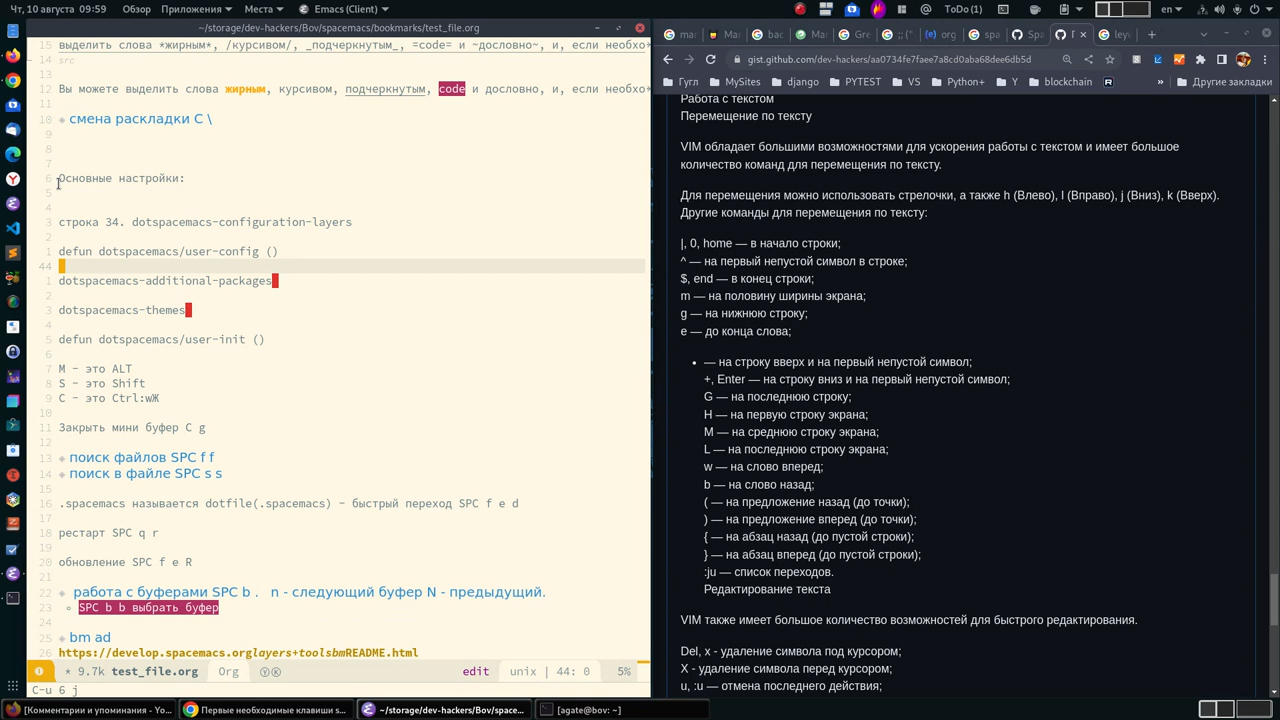 Чт, 10 августа 09:59 Обзор Приложения Места Emacs (Client) ToDo (1) en
~/storage/dev-hackers/Bov/spacemacs/bookmarks/test_file.org
15 выделить слова *жирным*, /курсивом/, _подчеркнутым_, =code= и ~дословно~, и, если необхо
14 src
13
12 Вы можете выделить слова жирным, курсивом, подчеркнутым, code и дословно, и, если необхо
11
10 смена раскладки C \
9
8
7
6 Основные настройки:
5
4
3 строка 34. dotspacemacs-configuration-layers
2
1 defun dotspacemacs/user-config ()
44
1 dotspacemacs-additional-packages
2
3 dotspacemacs-themes
4
5 defun dotspacemacs/user-init ()
6
7 M - это ALT
8 S - это Shift
9 C - это Ctrl:wЖ
10
11 Закрыть мини буфер C g
12
13 поиск файлов SPC f f
14 поиск в файле SPC s s
15
16 .spacemacs называется dotfile(.spacemacs) - быстрый переход SPC f e d
17
18 рестарт SPC q r
19
20 обновление SPC f e R
21
22 работа с буферами SPC b . n - следующий буфер N - предыдущий.
23 SPC b b выбрать буфер
24
25 bm ad
26 https://develop.spacemacs.orglayers+toolsbmREADME.html
* 9.7k test_file.org Org edit unix | 44: 0 5%
C-u 6 j
mar Ма bac Mar Gre ;; (" (org spa Spa leye
gist.github.com/dev-hackers/aa0734fe7faee7a8cd0aba68dee6db5d
Гугл MySites django PYTEST VS Python+ Y blockchain R » Другие закладки
Работа с текстом
Перемещение по тексту
VIM обладает большими возможностями для ускорения работы с текстом и имеет большое
количество команд для перемещения по тексту.
Для перемещения можно использовать стрелочки, а также h (Влево), l (Вправо), j (Вниз), k (Вверх).
Другие команды для перемещения по тексту:
|, 0, home — в начало строки;
^ — на первый непустой символ в строке;
$, end — в конец строки;
m — на половину ширины экрана;
g — на нижнюю строку;
e — до конца слова;
• — на строку вверх и на первый непустой символ;
+, Enter — на строку вниз и на первый непустой символ;
G — на последнюю строку;
H — на первую строку экрана;
M — на среднюю строку экрана;
L — на последнюю строку экрана;
w — на слово вперед;
b — на слово назад;
( — на предложение назад (до точки);
) — на предложение вперед (до точки);
{ — на абзац назад (до пустой строки);
} — на абзац вперед (до пустой строки);
:ju — список переходов.
Редактирование текста
VIM также имеет большое количество возможностей для быстрого редактирования.
Del, x - удаление символа под курсором;
X - удаление символа перед курсором;
u, :u — отмена последнего действия;
[Комментарии и упоминания - Yo… Первые необходимые клавиши s… ~/storage/dev-hackers/Bov/space… [agate@bov: ~]